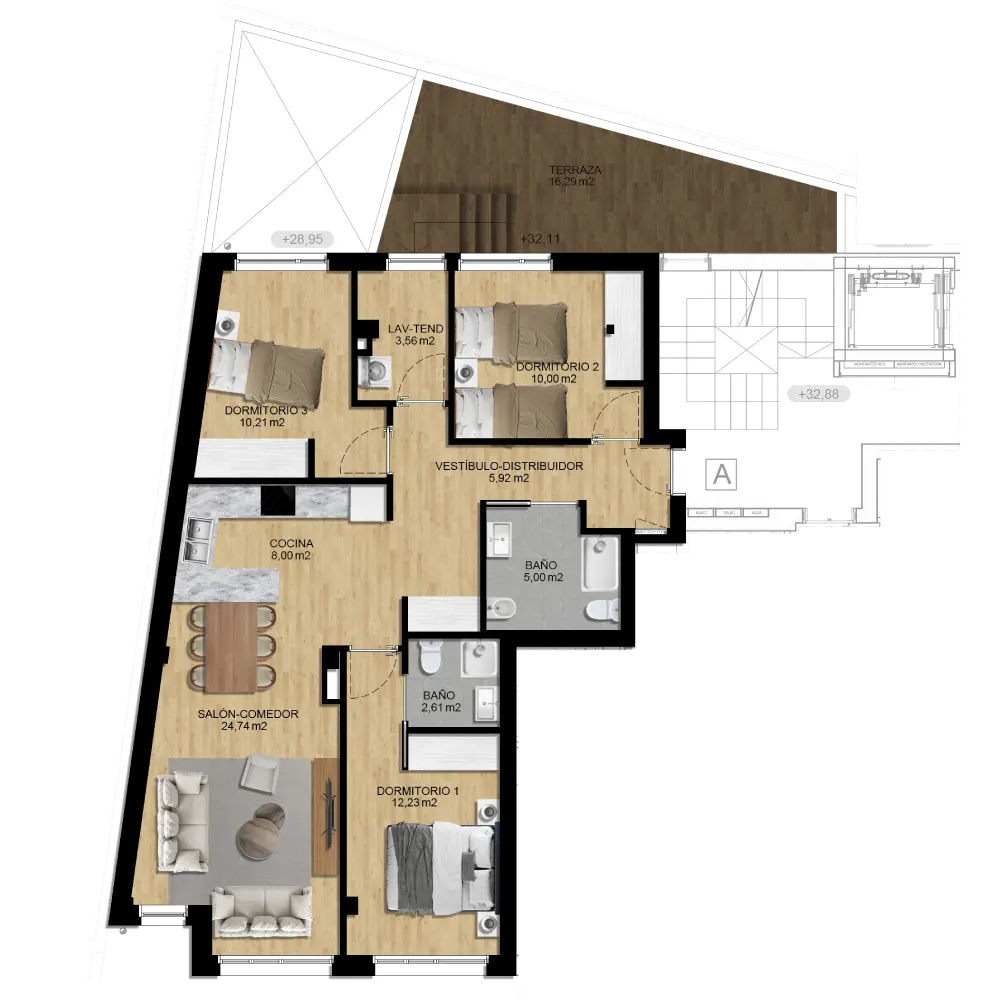 TERRAZA
16,29 m2
+28,95
+32,11
LAV-TEND
3,56 m2
DORMITORIO 2
10,00 m2
DORMITORIO 3
10,21 m2
+32,88
VESTÍBULO-DISTRIBUIDOR
5,92 m2
A
COCINA
8,00 m2
BAÑO
5,00 m2
BAÑO
2,61 m2
SALÓN-COMEDOR
24,74 m2
DORMITORIO 1
12,23 m2